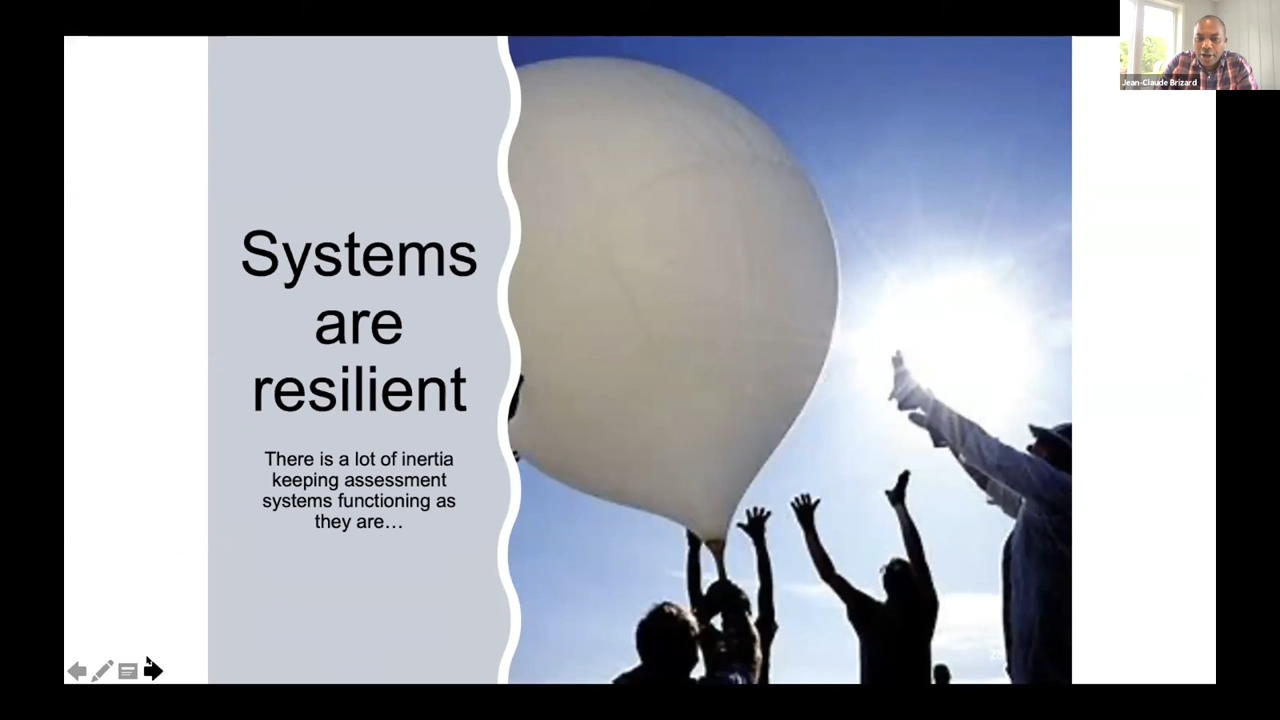 Jean-Claude Brizard
Systems
are
resilient
There is a lot of inertia
keeping assessment
systems functioning as
they are…